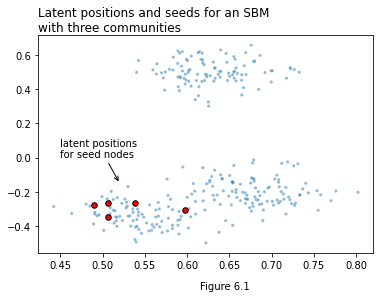 Latent positions and seeds for an SBM
with three communities
0.6
0.4
0.2
0.0
−0.2
−0.4
latent positions
for seed nodes
0.45 0.50 0.55 0.60 0.65 0.70 0.75 0.80
Figure 6.1